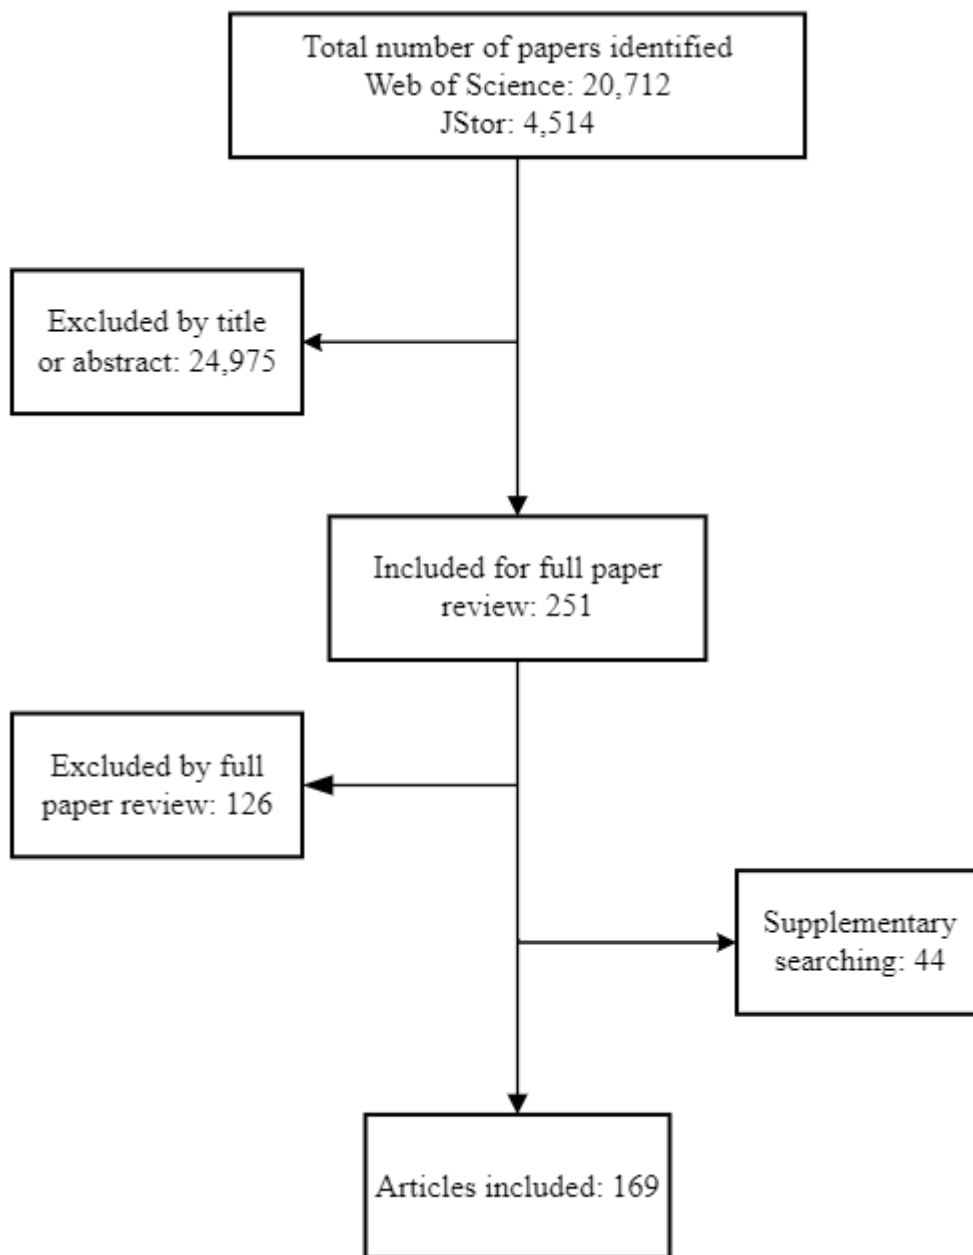 Total number of papers identified
Web of Science: 20,712
JStor: 4,514
Excluded by title
or abstract: 24,975
Included for full paper
review: 251
Excluded by full
paper review: 126
Supplementary
searching: 44
Articles included: 169